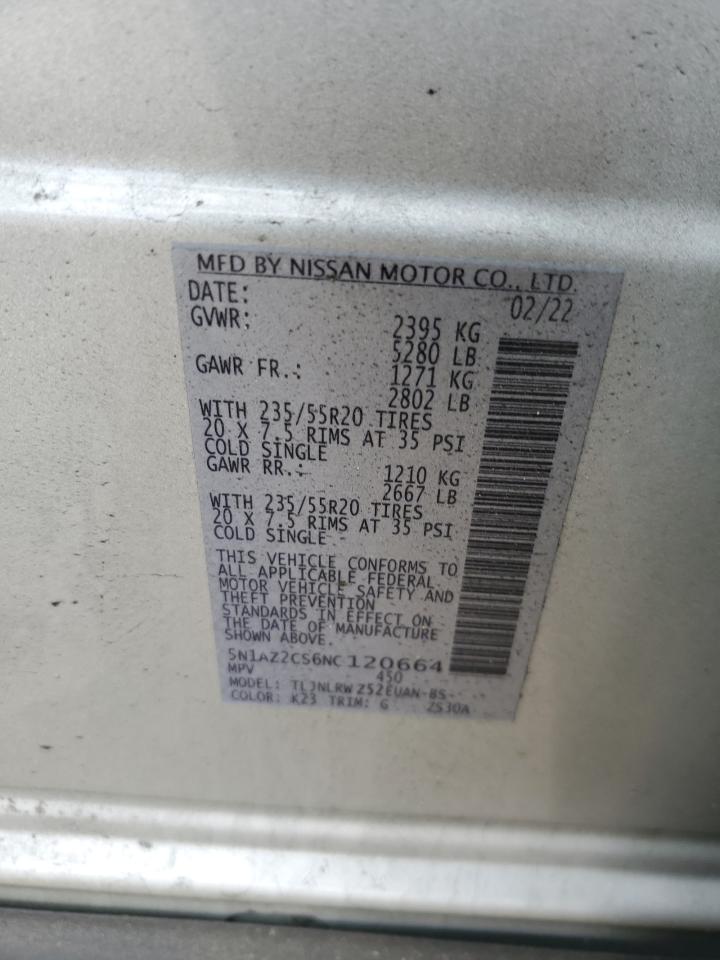 MFD BY NISSAN MOTOR CO., LTD.
DATE: 02/22
GVWR: 2395 KG
5280 LB
GAWR FR.: 1271 KG
2802 LB
WITH 235/55R20 TIRES
20 X 7.5 RIMS AT 35 PSI
COLD SINGLE
GAWR RR.: 1210 KG
2667 LB
WITH 235/55R20 TIRES
20 X 7.5 RIMS AT 35 PSI
COLD SINGLE
THIS VEHICLE CONFORMS TO
ALL APPLICABLE FEDERAL
MOTOR VEHICLE SAFETY AND
THEFT PREVENTION
STANDARDS IN EFFECT ON
THE DATE OF MANUFACTURE
SHOWN ABOVE.
5N1AZ2CS6NC120664
MPV 450
MODEL: TLJNLRW Z52EUAN-BS-
COLOR: K23 TRIM: G ZS30A